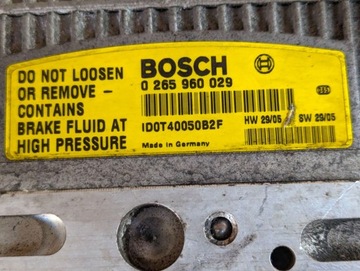 DO NOT LOOSEN
OR REMOVE –
CONTAINS
BRAKE FLUID AT
HIGH PRESSURE
BOSCH
0 265 960 029
ID0T40050B2F
Made in Germany
HW 29/05
SW 29/05